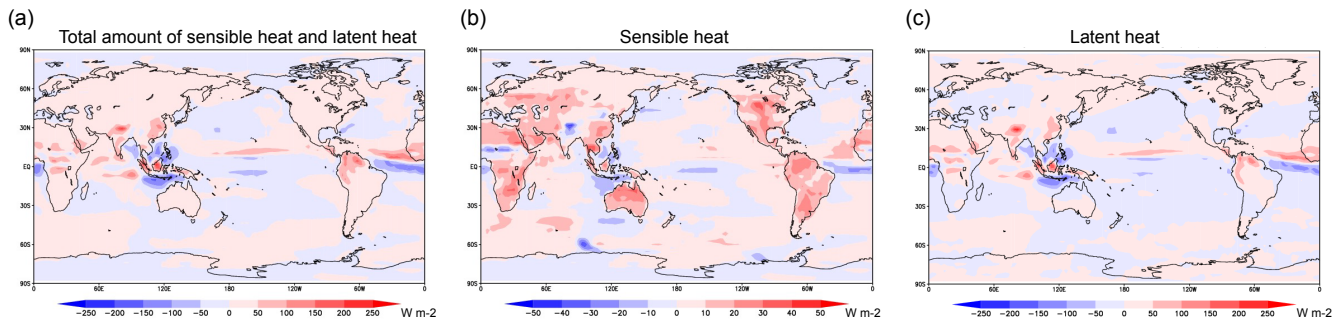 (a)
Total amount of sensible heat and latent heat
90N
60N
30N
EQ
30S
60S
90S
0
60E
120E
180
120W
60W
0
-250 -200 -150 -100 -50 0 50 100 150 200 250 W m-2
(b)
Sensible heat
90N
60N
30N
EQ
30S
60S
90S
0
60E
120E
180
120W
60W
0
-50 -40 -30 -20 -10 0 10 20 30 40 50 W m-2
(c)
Latent heat
90N
60N
30N
EQ
30S
60S
90S
0
60E
120E
180
120W
60W
0
-250 -200 -150 -100 -50 0 50 100 150 200 250 W m-2